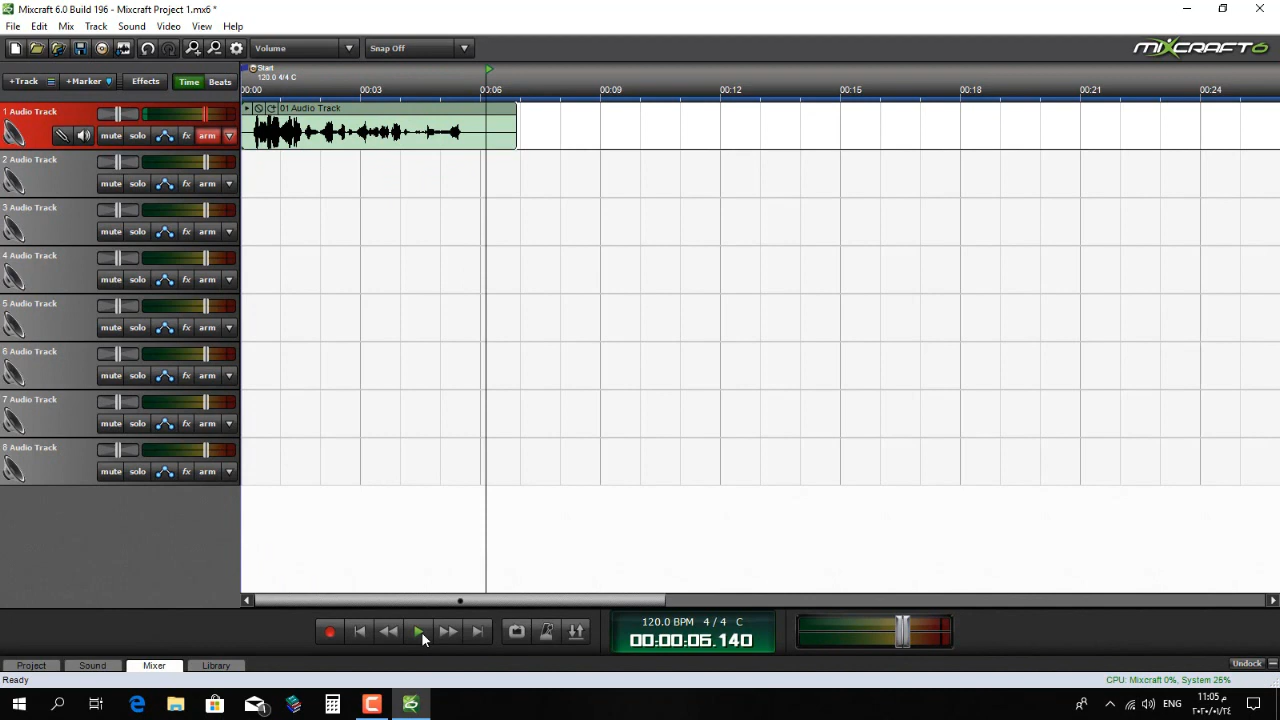 Mixcraft 6.0 Build 196 - Mixcraft Project 1.mx6 *
File Edit Mix Track Sound Video View Help
Volume Snap Off MIXCRAFT 6
Start
120.0 4/4 C
+Track +Marker Effects Time Beats
00:00 00:03 00:06 00:09 00:12 00:15 00:18 00:21 00:24
1 Audio Track
01 Audio Track
mute solo fx arm
2 Audio Track
mute solo fx arm
3 Audio Track
mute solo fx arm
4 Audio Track
mute solo fx arm
5 Audio Track
mute solo fx arm
6 Audio Track
mute solo fx arm
7 Audio Track
mute solo fx arm
8 Audio Track
mute solo fx arm
120.0 BPM 4 / 4 C
00:00:06.140
Project Sound Mixer Library Undock
Ready CPU: Mixcraft 0%, System 26%
1
ENG
11:05 م
٢٠٢٠/٠١/٢٤